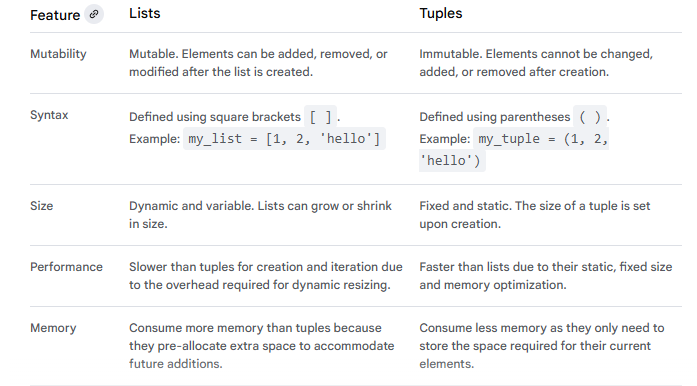 Feature Lists Tuples
Mutability Mutable. Elements can be added, removed, or Immutable. Elements cannot be changed,
modified after the list is created. added, or removed after creation.
Syntax Defined using square brackets [ ]. Defined using parentheses ( ).
Example: my_list = [1, 2, 'hello'] Example: my_tuple = (1, 2,
'hello')
Size Dynamic and variable. Lists can grow or shrink Fixed and static. The size of a tuple is set
in size. upon creation.
Performance Slower than tuples for creation and iteration due Faster than lists due to their static, fixed size
to the overhead required for dynamic resizing. and memory optimization.
Memory Consume more memory than tuples because Consume less memory as they only need to
they pre-allocate extra space to accommodate store the space required for their current
future additions. elements.